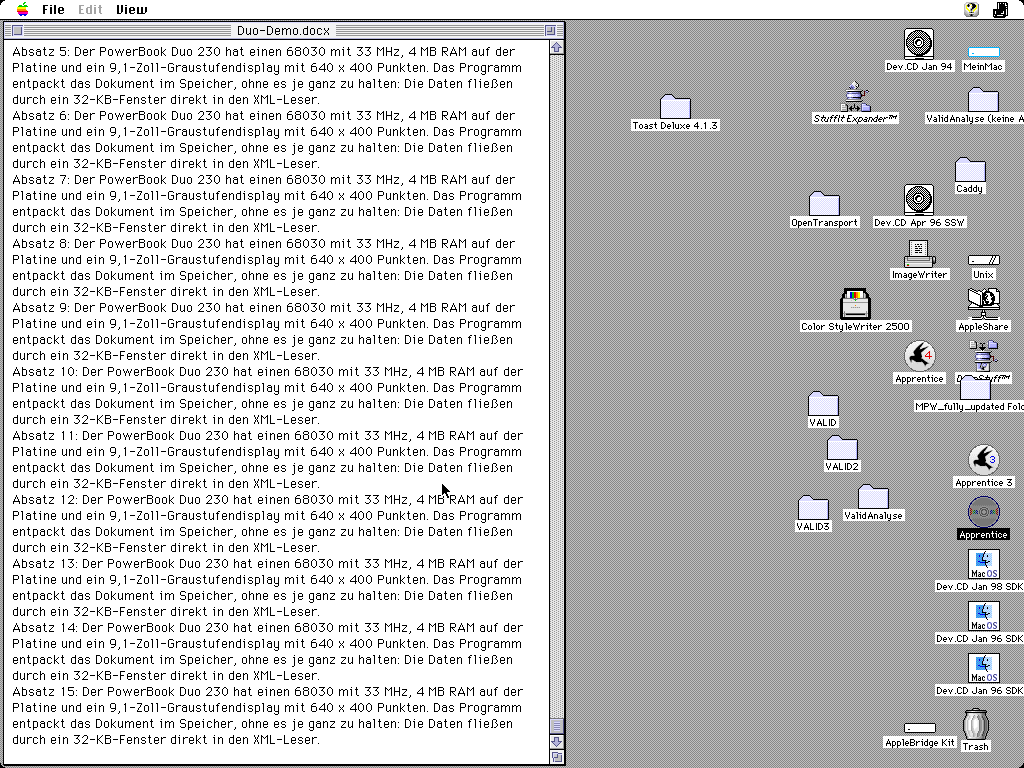 File Edit View
Duo-Demo.docx
Absatz 5: Der PowerBook Duo 230 hat einen 68030 mit 33 MHz, 4 MB RAM auf der
Platine und ein 9,1-Zoll-Graustufendisplay mit 640 x 400 Punkten. Das Programm
entpackt das Dokument im Speicher, ohne es je ganz zu halten: Die Daten fließen
durch ein 32-KB-Fenster direkt in den XML-Leser.
Absatz 6: Der PowerBook Duo 230 hat einen 68030 mit 33 MHz, 4 MB RAM auf der
Platine und ein 9,1-Zoll-Graustufendisplay mit 640 x 400 Punkten. Das Programm
entpackt das Dokument im Speicher, ohne es je ganz zu halten: Die Daten fließen
durch ein 32-KB-Fenster direkt in den XML-Leser.
Absatz 7: Der PowerBook Duo 230 hat einen 68030 mit 33 MHz, 4 MB RAM auf der
Platine und ein 9,1-Zoll-Graustufendisplay mit 640 x 400 Punkten. Das Programm
entpackt das Dokument im Speicher, ohne es je ganz zu halten: Die Daten fließen
durch ein 32-KB-Fenster direkt in den XML-Leser.
Absatz 8: Der PowerBook Duo 230 hat einen 68030 mit 33 MHz, 4 MB RAM auf der
Platine und ein 9,1-Zoll-Graustufendisplay mit 640 x 400 Punkten. Das Programm
entpackt das Dokument im Speicher, ohne es je ganz zu halten: Die Daten fließen
durch ein 32-KB-Fenster direkt in den XML-Leser.
Absatz 9: Der PowerBook Duo 230 hat einen 68030 mit 33 MHz, 4 MB RAM auf der
Platine und ein 9,1-Zoll-Graustufendisplay mit 640 x 400 Punkten. Das Programm
entpackt das Dokument im Speicher, ohne es je ganz zu halten: Die Daten fließen
durch ein 32-KB-Fenster direkt in den XML-Leser.
Absatz 10: Der PowerBook Duo 230 hat einen 68030 mit 33 MHz, 4 MB RAM auf der
Platine und ein 9,1-Zoll-Graustufendisplay mit 640 x 400 Punkten. Das Programm
entpackt das Dokument im Speicher, ohne es je ganz zu halten: Die Daten fließen
durch ein 32-KB-Fenster direkt in den XML-Leser.
Absatz 11: Der PowerBook Duo 230 hat einen 68030 mit 33 MHz, 4 MB RAM auf der
Platine und ein 9,1-Zoll-Graustufendisplay mit 640 x 400 Punkten. Das Programm
entpackt das Dokument im Speicher, ohne es je ganz zu halten: Die Daten fließen
durch ein 32-KB-Fenster direkt in den XML-Leser.
Absatz 12: Der PowerBook Duo 230 hat einen 68030 mit 33 MHz, 4 MB RAM auf der
Platine und ein 9,1-Zoll-Graustufendisplay mit 640 x 400 Punkten. Das Programm
entpackt das Dokument im Speicher, ohne es je ganz zu halten: Die Daten fließen
durch ein 32-KB-Fenster direkt in den XML-Leser.
Absatz 13: Der PowerBook Duo 230 hat einen 68030 mit 33 MHz, 4 MB RAM auf der
Platine und ein 9,1-Zoll-Graustufendisplay mit 640 x 400 Punkten. Das Programm
entpackt das Dokument im Speicher, ohne es je ganz zu halten: Die Daten fließen
durch ein 32-KB-Fenster direkt in den XML-Leser.
Absatz 14: Der PowerBook Duo 230 hat einen 68030 mit 33 MHz, 4 MB RAM auf der
Platine und ein 9,1-Zoll-Graustufendisplay mit 640 x 400 Punkten. Das Programm
entpackt das Dokument im Speicher, ohne es je ganz zu halten: Die Daten fließen
durch ein 32-KB-Fenster direkt in den XML-Leser.
Absatz 15: Der PowerBook Duo 230 hat einen 68030 mit 33 MHz, 4 MB RAM auf der
Platine und ein 9,1-Zoll-Graustufendisplay mit 640 x 400 Punkten. Das Programm
entpackt das Dokument im Speicher, ohne es je ganz zu halten: Die Daten fließen
durch ein 32-KB-Fenster direkt in den XML-Leser.
Dev.CD Jan 94
MeinMac
Toast Deluxe 4.1.3
StuffIt Expander™
ValidAnalyse (keine A
Caddy
OpenTransport
Dev.CD Apr 96 SSW
ImageWriter
Unix
Color StyleWriter 2500
AppleShare
4
Apprentice
MPW_fully_updated Fold
VALID
VALID2
3
Apprentice 3
VALID3
ValidAnalyse
Apprentice
MacOS
Dev.CD Jan 98 SDK
MacOS
Dev.CD Jan 96 SDK
MacOS
Dev.CD Jan 96 SDK
AppleBridge Kit
Trash